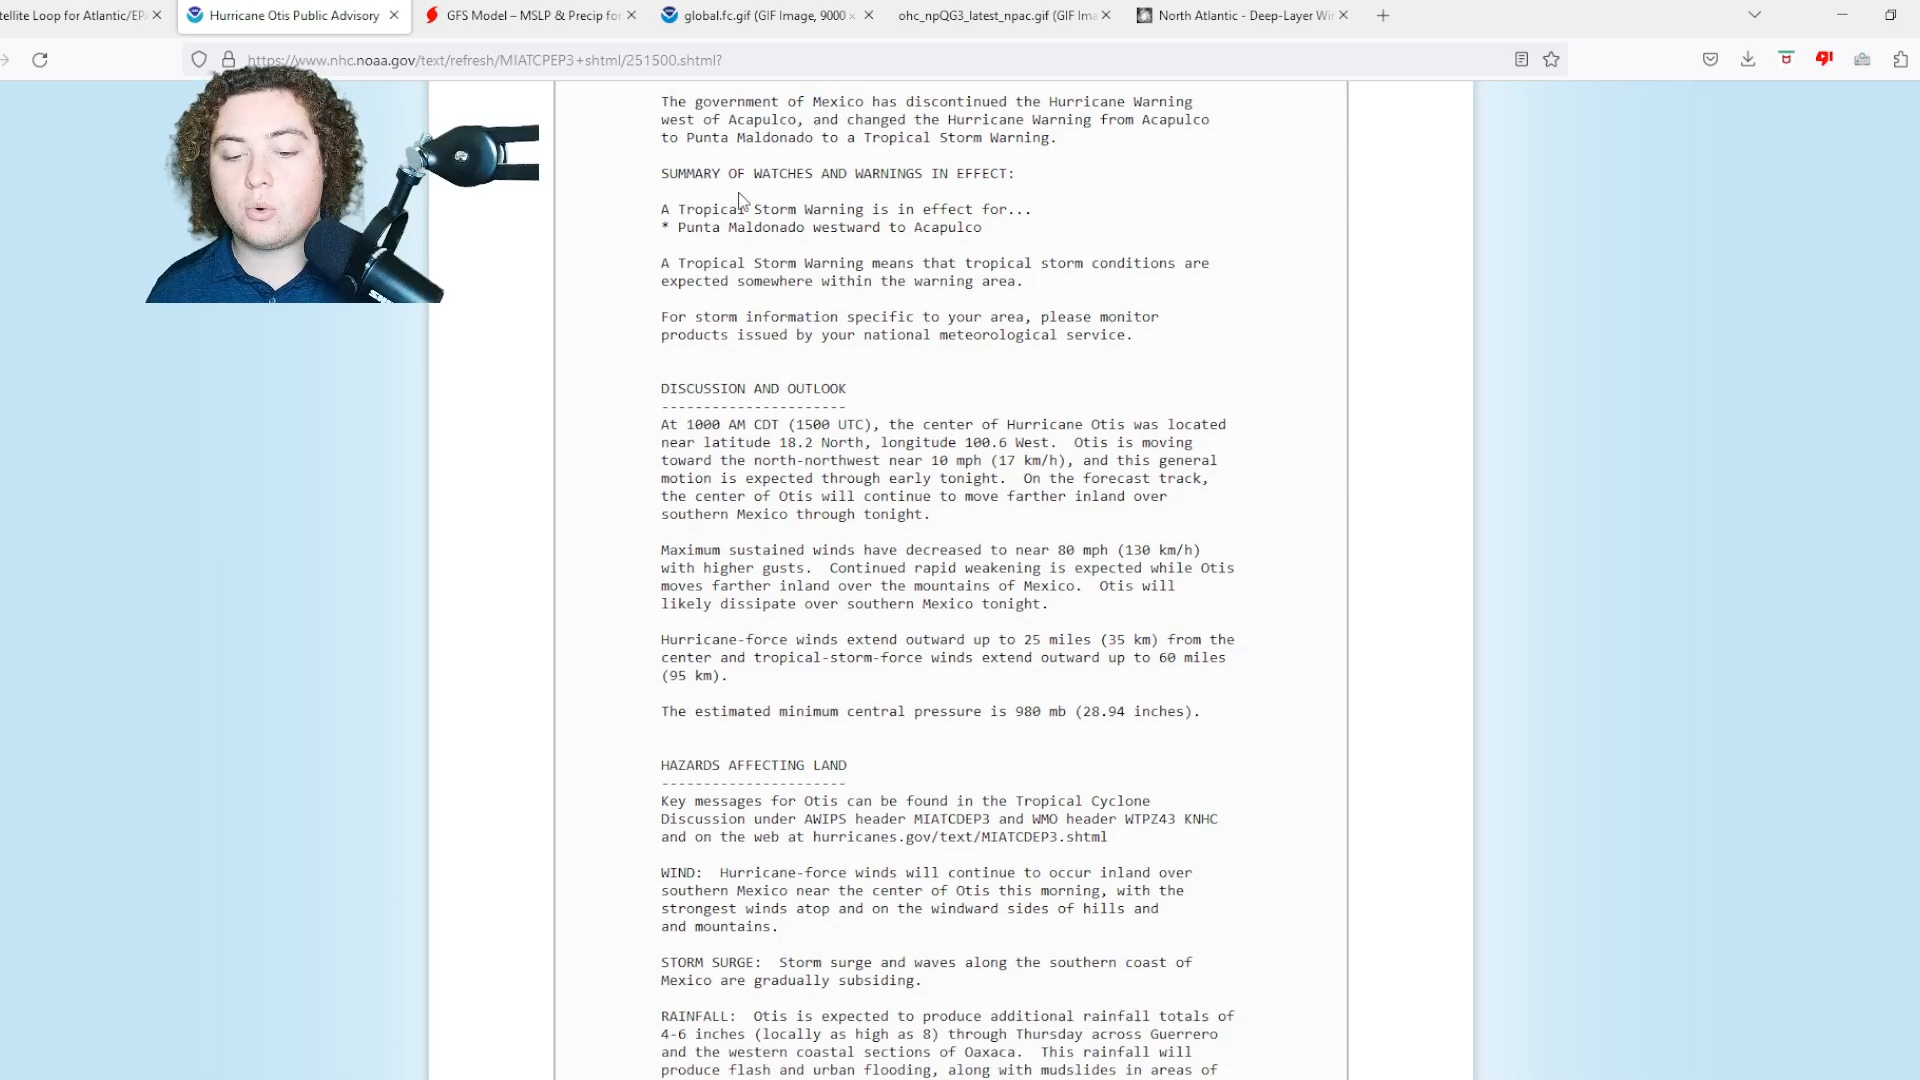 tellite Loop for Atlantic/EPA
Hurricane Otis Public Advisory
GFS Model – MSLP & Precip for
global.fc.gif (GIF Image, 9000 ×
ohc_npQG3_latest_npac.gif (GIF Ima
North Atlantic - Deep-Layer Wi
https://www.nhc.noaa.gov/text/refresh/MIATCPEP3+shtml/251500.shtml?
The government of Mexico has discontinued the Hurricane Warning
west of Acapulco, and changed the Hurricane Warning from Acapulco
to Punta Maldonado to a Tropical Storm Warning.
SUMMARY OF WATCHES AND WARNINGS IN EFFECT:
A Tropical Storm Warning is in effect for...
* Punta Maldonado westward to Acapulco
A Tropical Storm Warning means that tropical storm conditions are
expected somewhere within the warning area.
For storm information specific to your area, please monitor
products issued by your national meteorological service.
DISCUSSION AND OUTLOOK
----------------------
At 1000 AM CDT (1500 UTC), the center of Hurricane Otis was located
near latitude 18.2 North, longitude 100.6 West.  Otis is moving
toward the north-northwest near 10 mph (17 km/h), and this general
motion is expected through early tonight.  On the forecast track,
the center of Otis will continue to move farther inland over
southern Mexico through tonight.
Maximum sustained winds have decreased to near 80 mph (130 km/h)
with higher gusts.  Continued rapid weakening is expected while Otis
moves farther inland over the mountains of Mexico.  Otis will
likely dissipate over southern Mexico tonight.
Hurricane-force winds extend outward up to 25 miles (35 km) from the
center and tropical-storm-force winds extend outward up to 60 miles
(95 km).
The estimated minimum central pressure is 980 mb (28.94 inches).
HAZARDS AFFECTING LAND
----------------------
Key messages for Otis can be found in the Tropical Cyclone
Discussion under AWIPS header MIATCDEP3 and WMO header WTPZ43 KNHC
and on the web at hurricanes.gov/text/MIATCDEP3.shtml
WIND:  Hurricane-force winds will continue to occur inland over
southern Mexico near the center of Otis this morning, with the
strongest winds atop and on the windward sides of hills and
and mountains.
STORM SURGE:  Storm surge and waves along the southern coast of
Mexico are gradually subsiding.
RAINFALL:  Otis is expected to produce additional rainfall totals of
4-6 inches (locally as high as 8) through Thursday across Guerrero
and the western coastal sections of Oaxaca.  This rainfall will
produce flash and urban flooding, along with mudslides in areas of